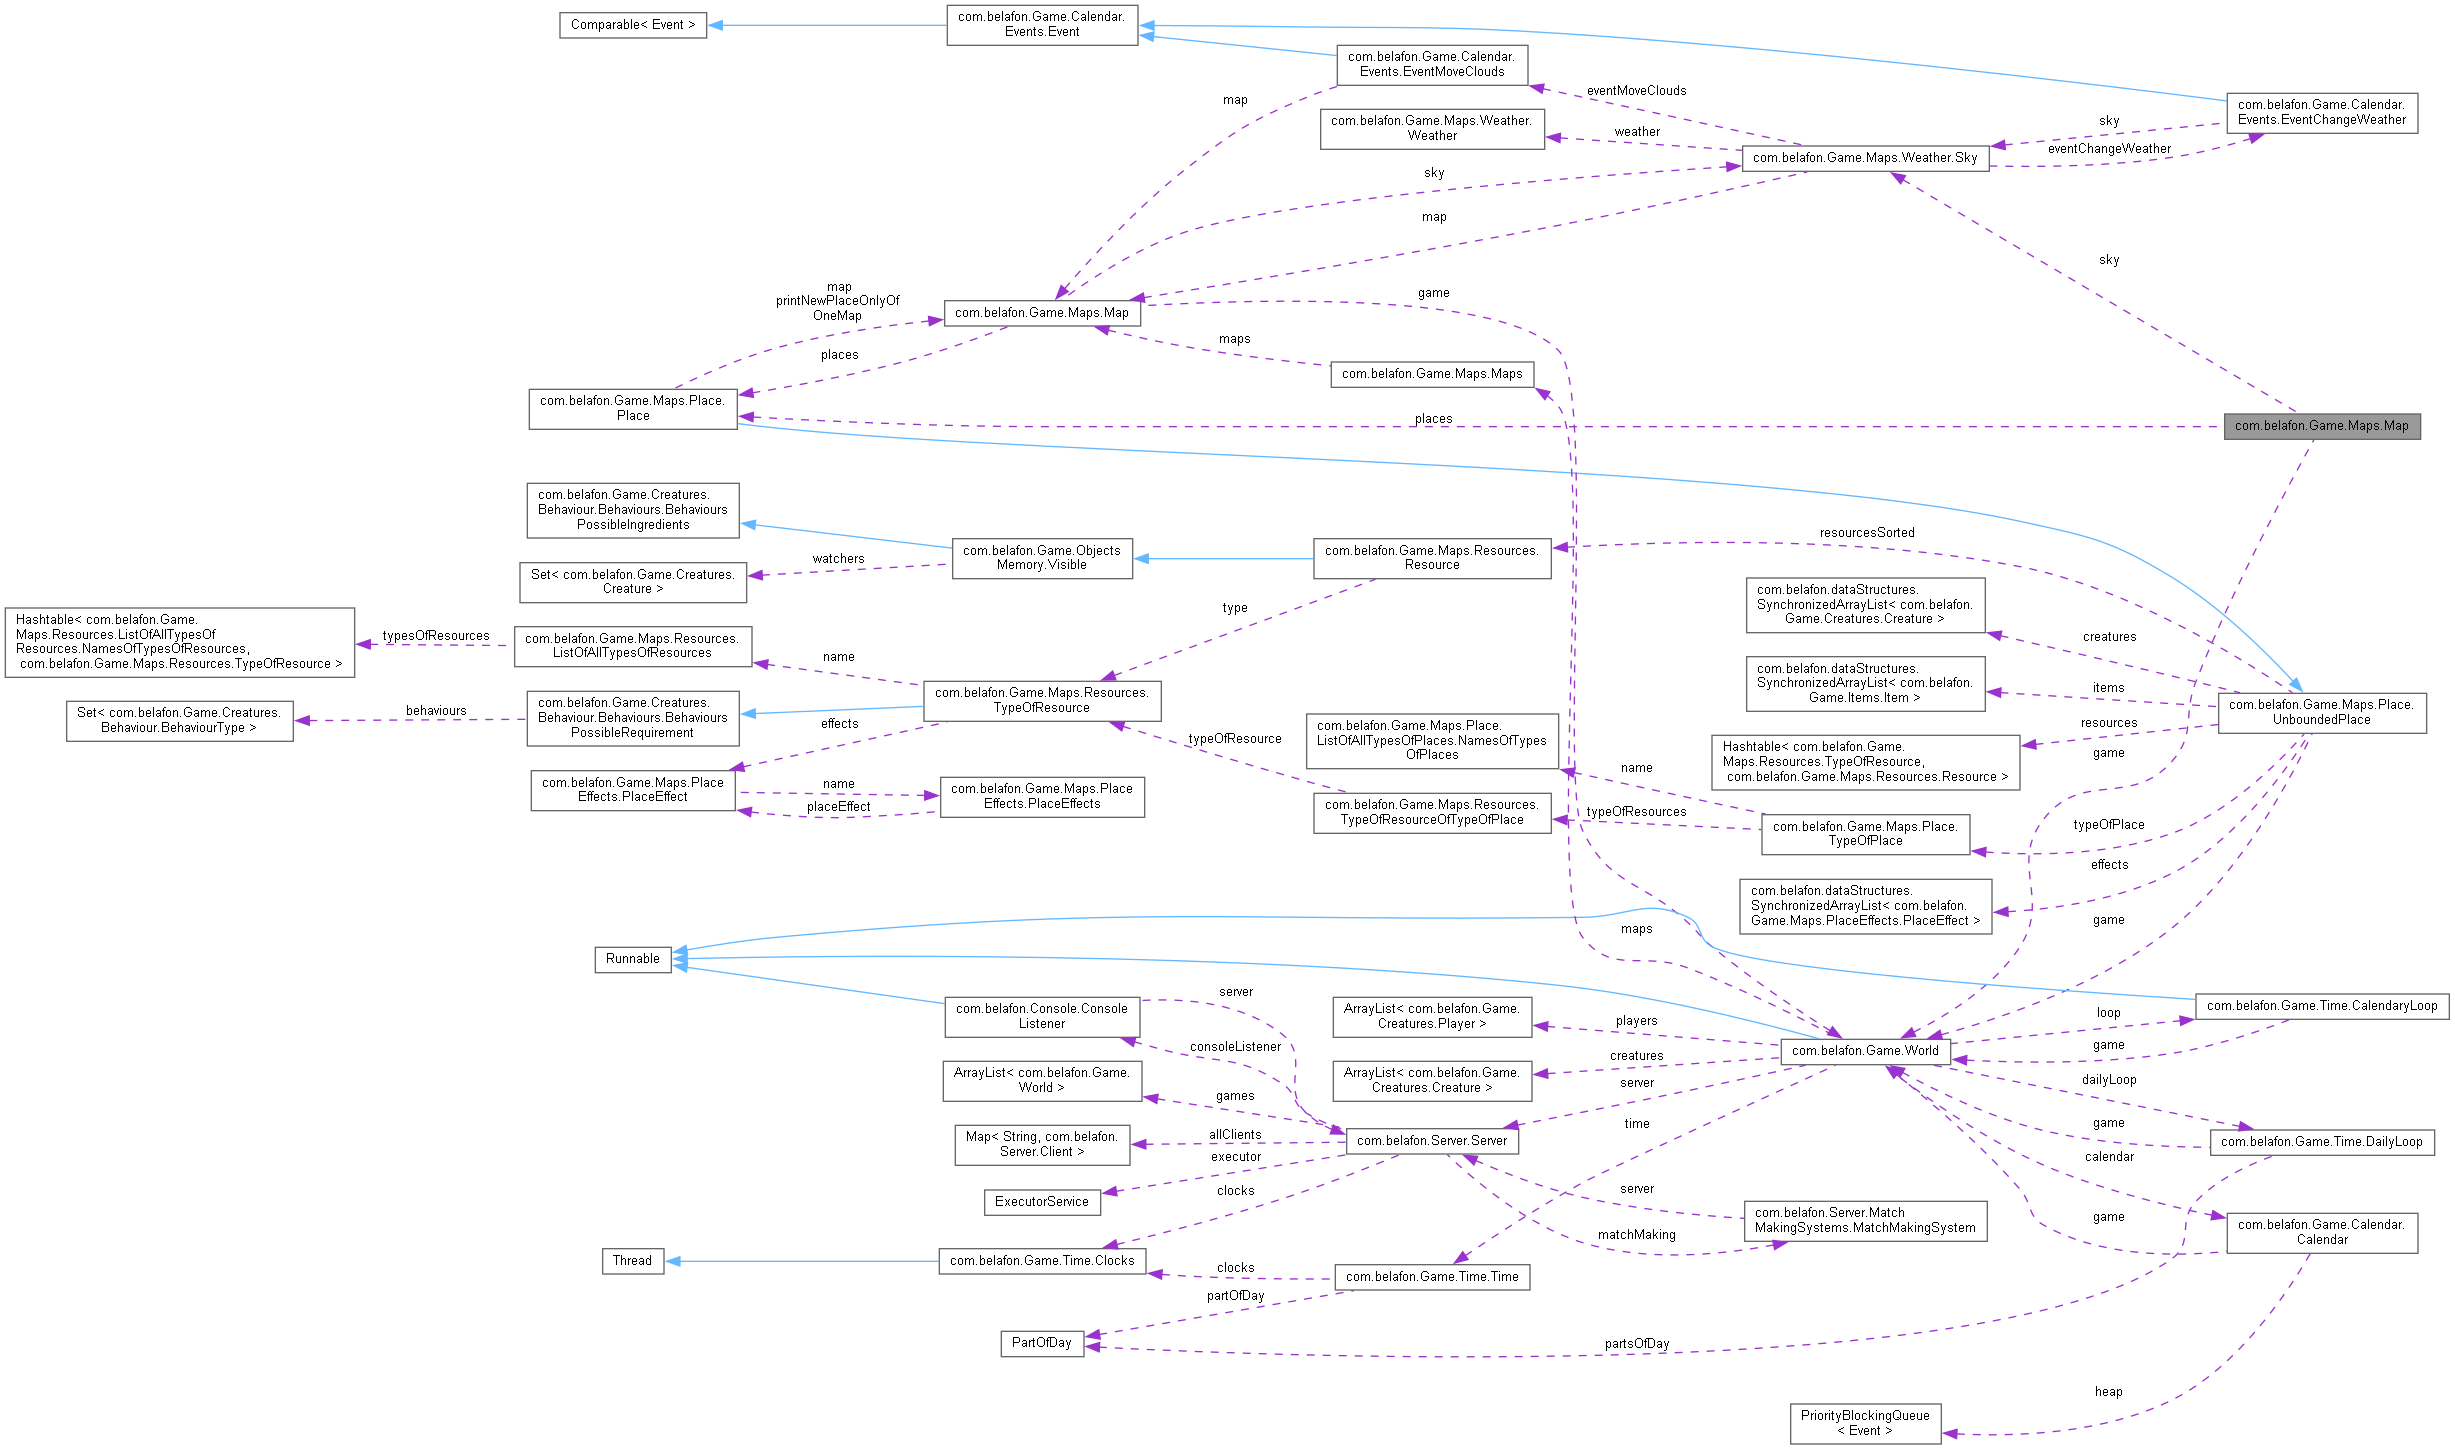 Comparable< Event >
com.belafon.Game.Calendar.
Events.Event
com.belafon.Game.Calendar.
Events.EventMoveClouds
map
eventMoveClouds
com.belafon.Game.Calendar.
Events.EventChangeWeather
com.belafon.Game.Maps.Weather.
Weather
weather
sky
com.belafon.Game.Maps.Weather.Sky
eventChangeWeather
sky
map
sky
map
printNewPlaceOnlyOf
OneMap
com.belafon.Game.Maps.Map
game
maps
places
com.belafon.Game.Maps.Maps
com.belafon.Game.Maps.Place.
Place
places
com.belafon.Game.Maps.Map
com.belafon.Game.Creatures.
Behaviour.Behaviours.Behaviours
PossibleIngredients
com.belafon.Game.Objects
Memory.Visible
com.belafon.Game.Maps.Resources.
Resource
resourcesSorted
watchers
Set< com.belafon.Game.Creatures.
Creature >
type
com.belafon.dataStructures.
SynchronizedArrayList< com.belafon.
Game.Creatures.Creature >
creatures
Hashtable< com.belafon.Game.
Maps.Resources.ListOfAllTypesOf
Resources.NamesOfTypesOfResources,
com.belafon.Game.Maps.Resources.TypeOfResource >
typesOfResources
com.belafon.Game.Maps.Resources.
ListOfAllTypesOfResources
name
com.belafon.dataStructures.
SynchronizedArrayList< com.belafon.
Game.Items.Item >
items
com.belafon.Game.Maps.Resources.
TypeOfResource
com.belafon.Game.Maps.Place.
UnboundedPlace
Set< com.belafon.Game.Creatures.
Behaviour.BehaviourType >
behaviours
com.belafon.Game.Creatures.
Behaviour.Behaviours.Behaviours
PossibleRequirement
effects
resources
typeOfResource
com.belafon.Game.Maps.Place.
ListOfAllTypesOfPlaces.NamesOfTypes
OfPlaces
Hashtable< com.belafon.Game.
Maps.Resources.TypeOfResource,
com.belafon.Game.Maps.Resources.Resource >
game
name
com.belafon.Game.Maps.Place
Effects.PlaceEffect
name
placeEffect
com.belafon.Game.Maps.Place
Effects.PlaceEffects
com.belafon.Game.Maps.Resources.
TypeOfResourceOfTypeOfPlace
typeOfResources
com.belafon.Game.Maps.Place.
TypeOfPlace
typeOfPlace
effects
com.belafon.dataStructures.
SynchronizedArrayList< com.belafon.
Game.Maps.PlaceEffects.PlaceEffect >
game
maps
Runnable
server
com.belafon.Console.Console
Listener
ArrayList< com.belafon.Game.
Creatures.Player >
players
loop
com.belafon.Game.Time.CalendaryLoop
consoleListener
creatures
com.belafon.Game.World
game
ArrayList< com.belafon.Game.
World >
games
ArrayList< com.belafon.Game.
Creatures.Creature >
server
dailyLoop
time
game
Map< String, com.belafon.
Server.Client >
allClients
com.belafon.Server.Server
com.belafon.Game.Time.DailyLoop
executor
calendar
ExecutorService
clocks
server
com.belafon.Server.Match
MakingSystems.MatchMakingSystem
game
com.belafon.Game.Calendar.
Calendar
matchMaking
Thread
com.belafon.Game.Time.Clocks
clocks
com.belafon.Game.Time.Time
partOfDay
PartOfDay
partsOfDay
heap
PriorityBlockingQueue
< Event >